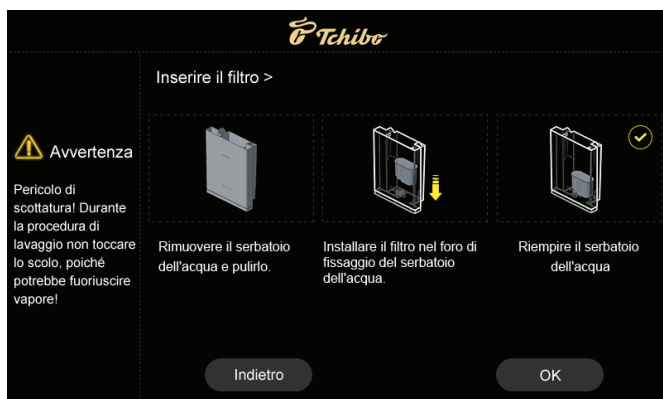 Tchibo
Inserire il filtro >
Avvertenza
Pericolo di
scottatura! Durante
la procedura di
lavaggio non toccare
lo scolo, poiché
potrebbe fuoriuscire
vapore!
Rimuovere il serbatoio
dell'acqua e pulirlo.
Installare il filtro nel foro di
fissaggio del serbatoio
dell'acqua.
Riempire il serbatoio
dell'acqua
Indietro
OK